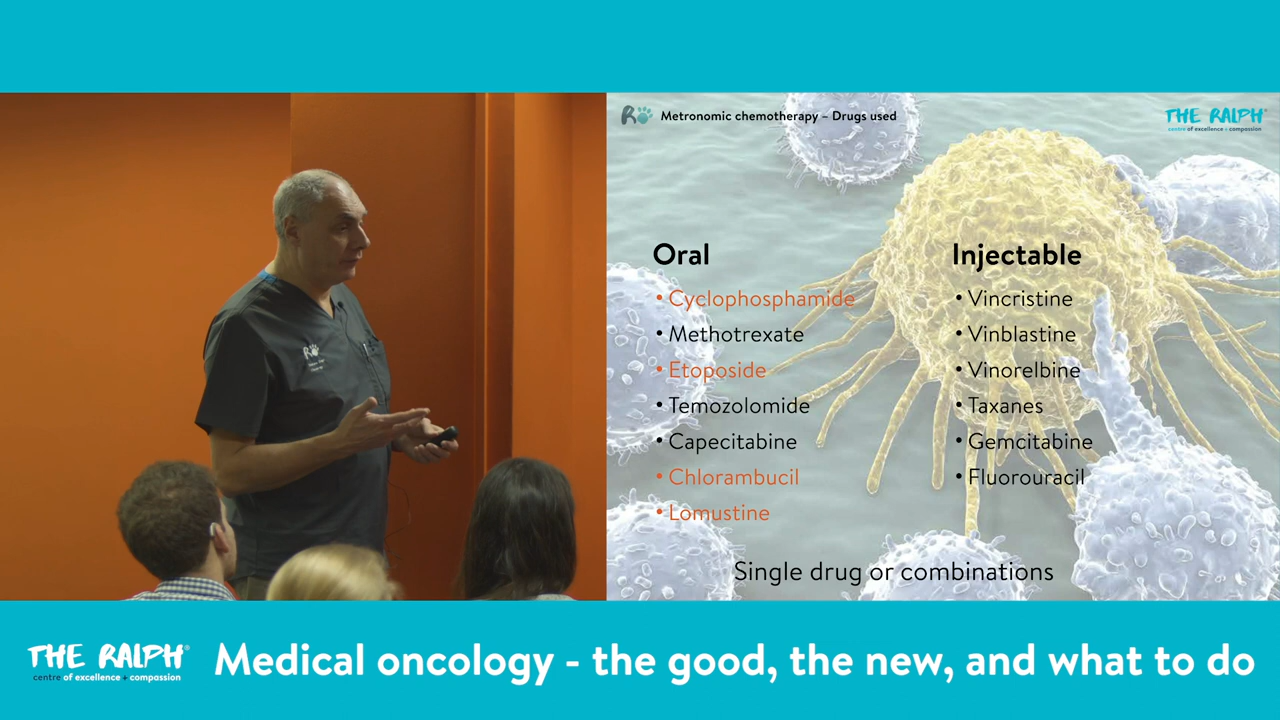 Metronomic chemotherapy – Drugs used
THE RALPH®
centre of excellence + compassion
Oral
• Cyclophosphamide
• Methotrexate
• Etoposide
• Temozolomide
• Capecitabine
• Chlorambucil
• Lomustine
Injectable
• Vincristine
• Vinblastine
• Vinorelbine
• Taxanes
• Gemcitabine
• Fluorouracil
Single drug or combinations
THE RALPH®
centre of excellence + compassion
Medical oncology - the good, the new, and what to do